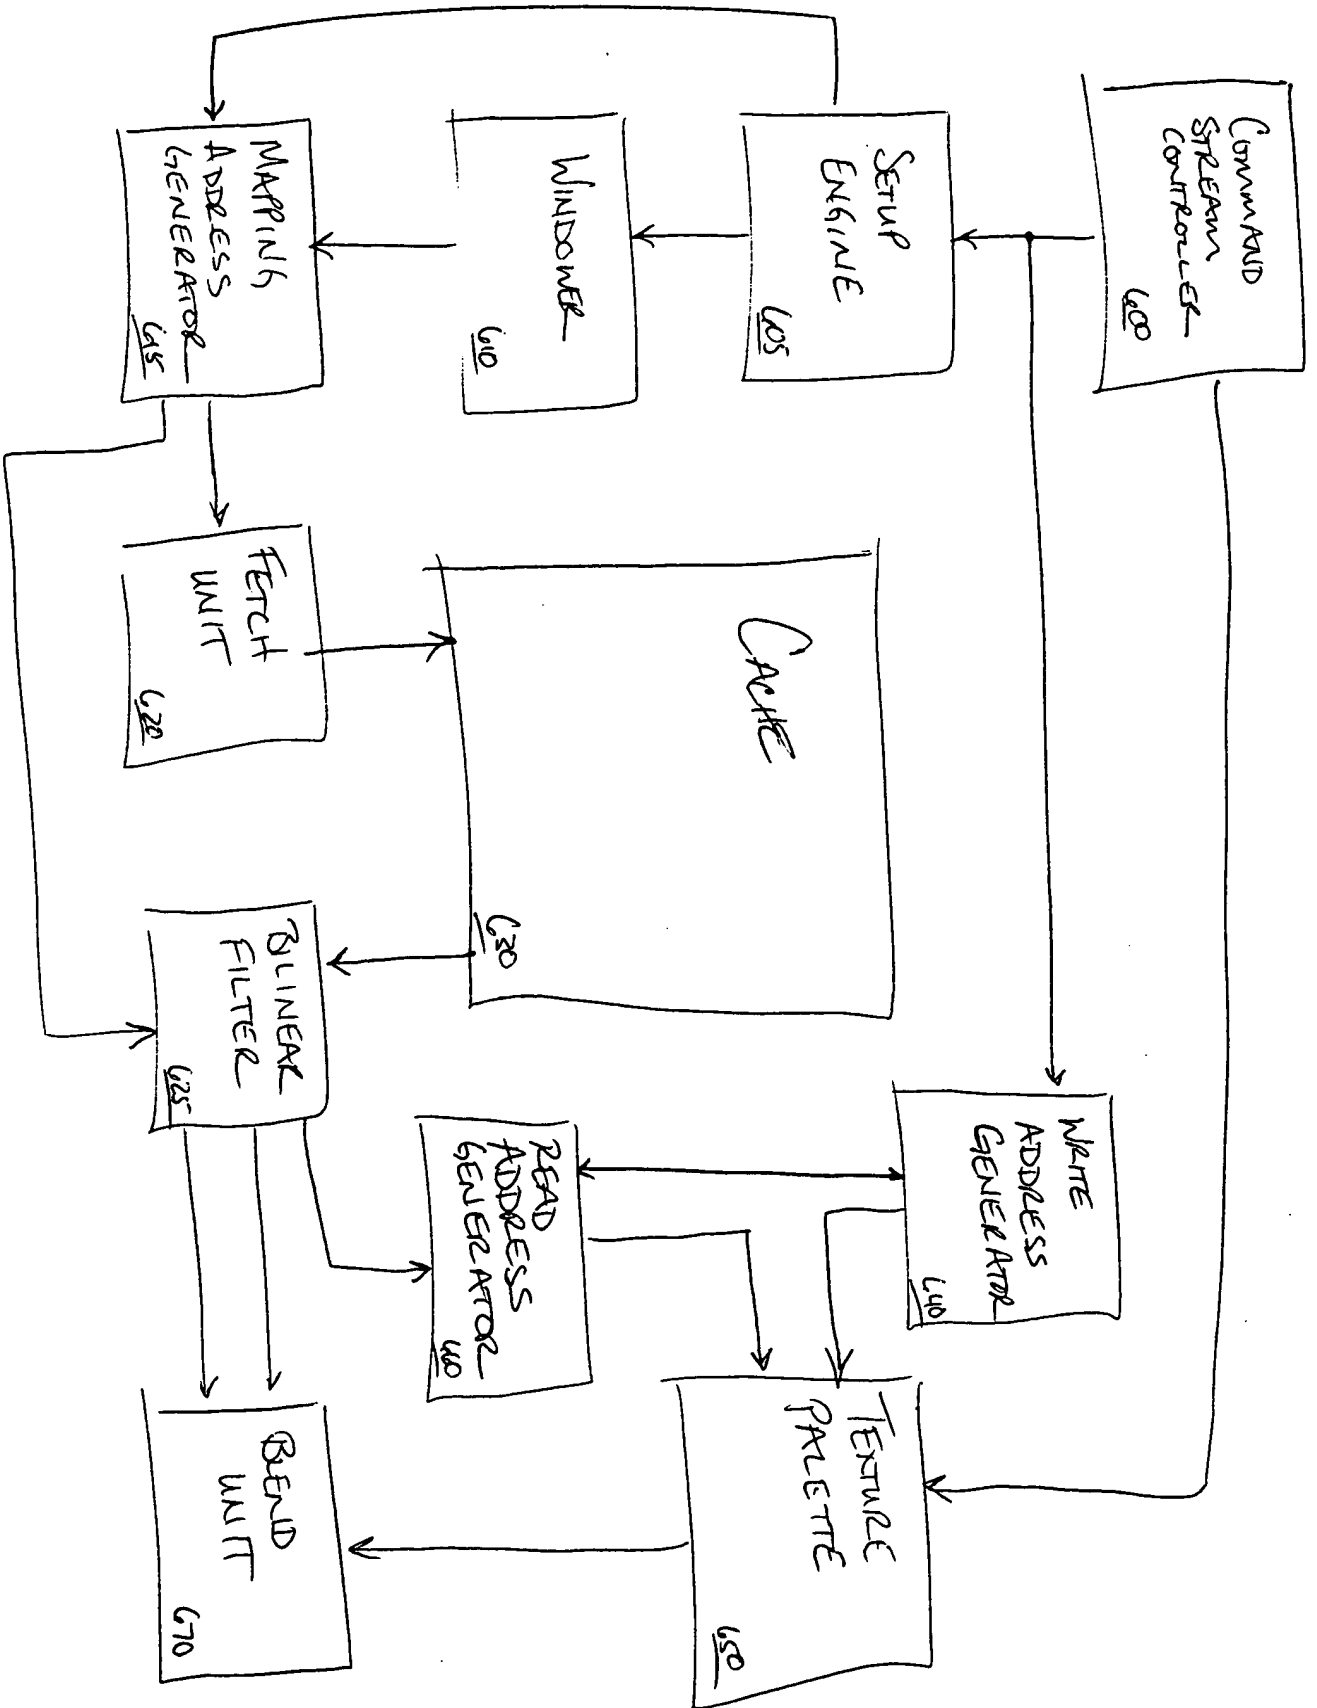 COMMAND
STREAM
CONTROLLER
600
SETUP
ENGINE
605
WINDOWER
610
MAPPING
ADDRESS
GENERATOR
615
FETCH
UNIT
620
CACHE
630
BILINEAR
FILTER
625
WRITE
ADDRESS
GENERATOR
640
READ
ADDRESS
GENERATOR
660
TEXTURE
PALETTE
650
BLEND
UNIT
670